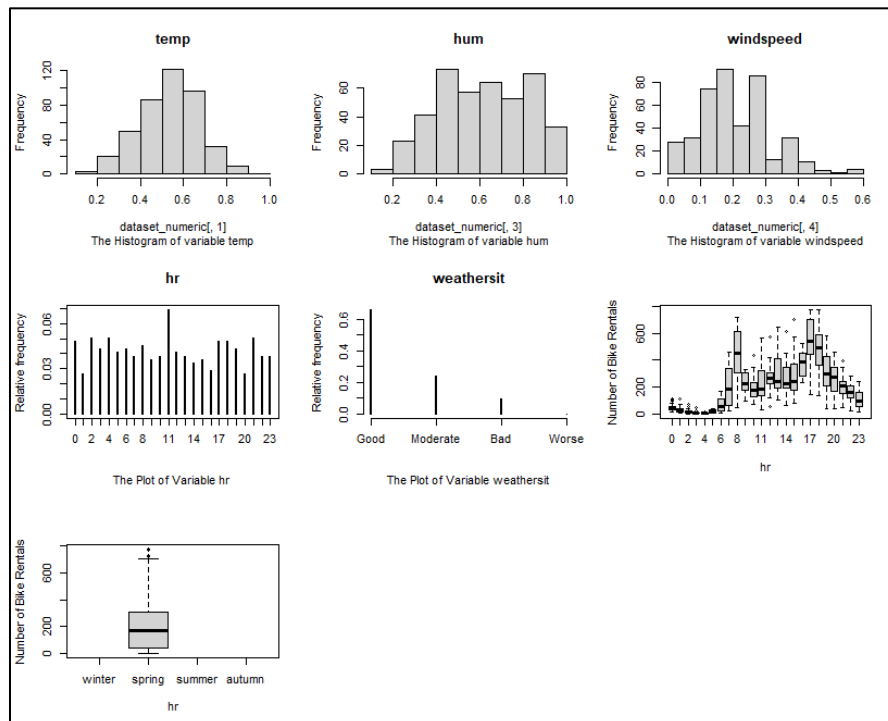 temp
Frequency
0 40 80 120
0.2 0.4 0.6 0.8 1.0
dataset_numeric[, 1]
The Histogram of variable temp
hum
Frequency
0 20 40 60
0.2 0.4 0.6 0.8 1.0
dataset_numeric[, 3]
The Histogram of variable hum
windspeed
Frequency
0 20 40 60 80
0.0 0.1 0.2 0.3 0.4 0.5 0.6
dataset_numeric[, 4]
The Histogram of variable windspeed
hr
Relative frequency
0.00 0.03 0.06
0 2 4 6 8 11 14 17 20 23
The Plot of Variable hr
weathersit
Relative frequency
0.0 0.2 0.4 0.6
Good Moderate Bad Worse
The Plot of Variable weathersit
Number of Bike Rentals
0 200 600
0 2 4 6 8 11 14 17 20 23
hr
Number of Bike Rentals
0 200 600
winter spring summer autumn
hr